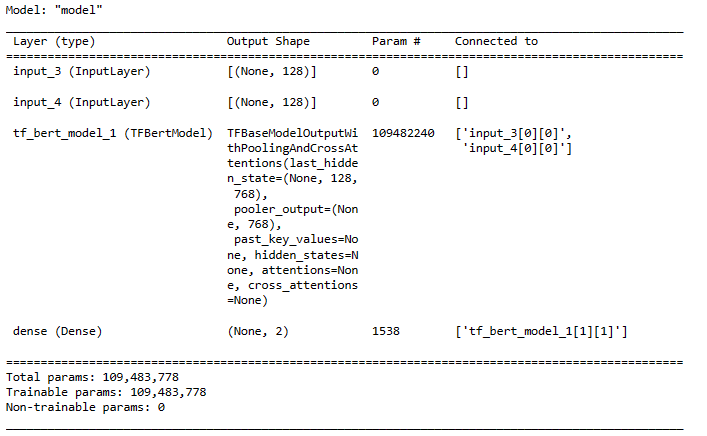 Model: "model"
__________________________________________________________________________________________________
Layer (type) Output Shape Param # Connected to
==================================================================================================
input_3 (InputLayer) [(None, 128)] 0 []
input_4 (InputLayer) [(None, 128)] 0 []
tf_bert_model_1 (TFBertModel) TFBaseModelOutputWi 109482240 ['input_3[0][0]',
thPoolingAndCrossAt 'input_4[0][0]']
tentions(last_hidde
n_state=(None, 128,
768),
pooler_output=(Non
e, 768),
past_key_values=No
ne, hidden_states=N
one, attentions=Non
e, cross_attentions
=None)
dense (Dense) (None, 2) 1538 ['tf_bert_model_1[1][1]']
==================================================================================================
Total params: 109,483,778
Trainable params: 109,483,778
Non-trainable params: 0
__________________________________________________________________________________________________